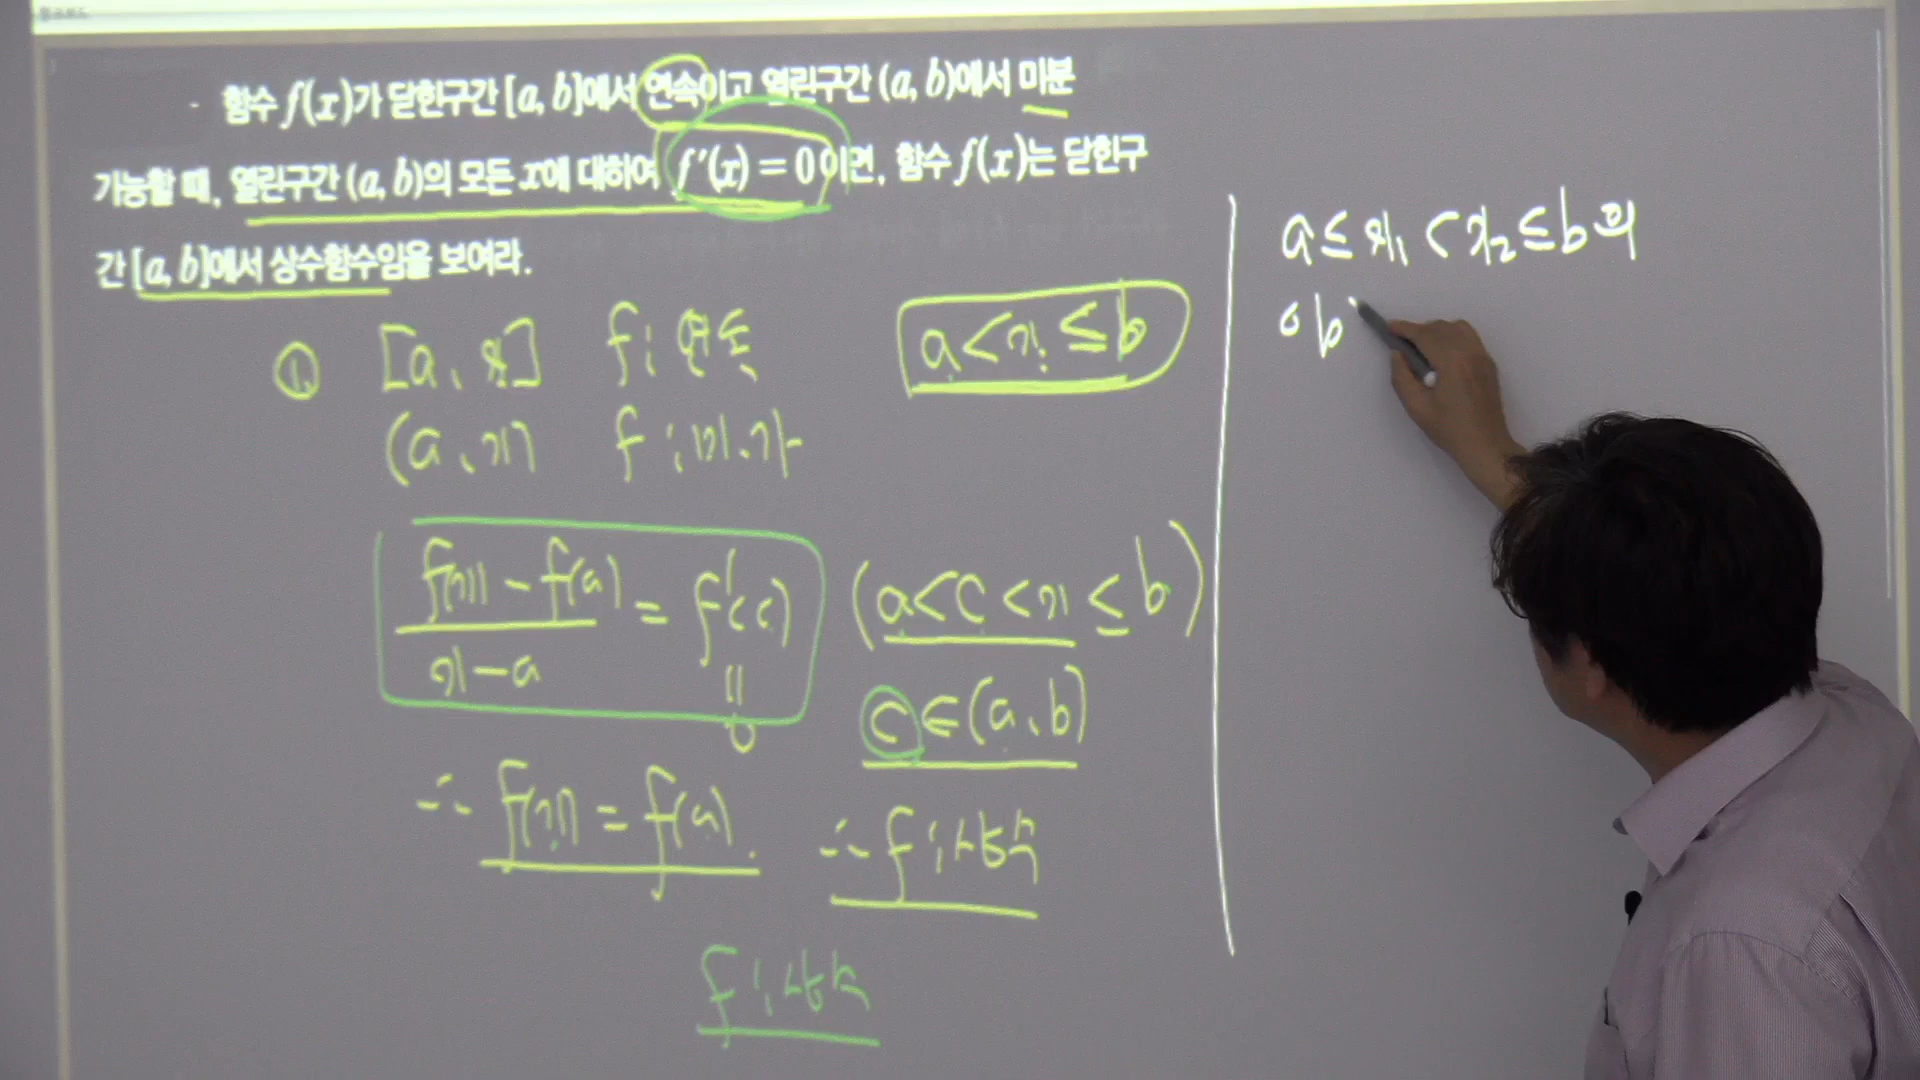 함수 f(x)가 닫힌구간 [a, b]에서 연속이고 열린구간 (a, b)에서 미분
가능할 때, 열린구간 (a, b)의 모든 x에 대하여 f'(x) = 0이면, 함수 f(x)는 닫힌구
간 [a, b]에서 상수함수임을 보여라.
① [a, x] f ; 연속 a < x ≤ b
(a, x) f ; 미.가
f(x) - f(a) / x - a = f'(c) (a < c < x ≤ b)
= 0 c ∈ (a, b)
∴ f(x) = f(a). ∴ f ; 상수
f ; 상수
a ≤ x₁ < x₂ ≤ b 의